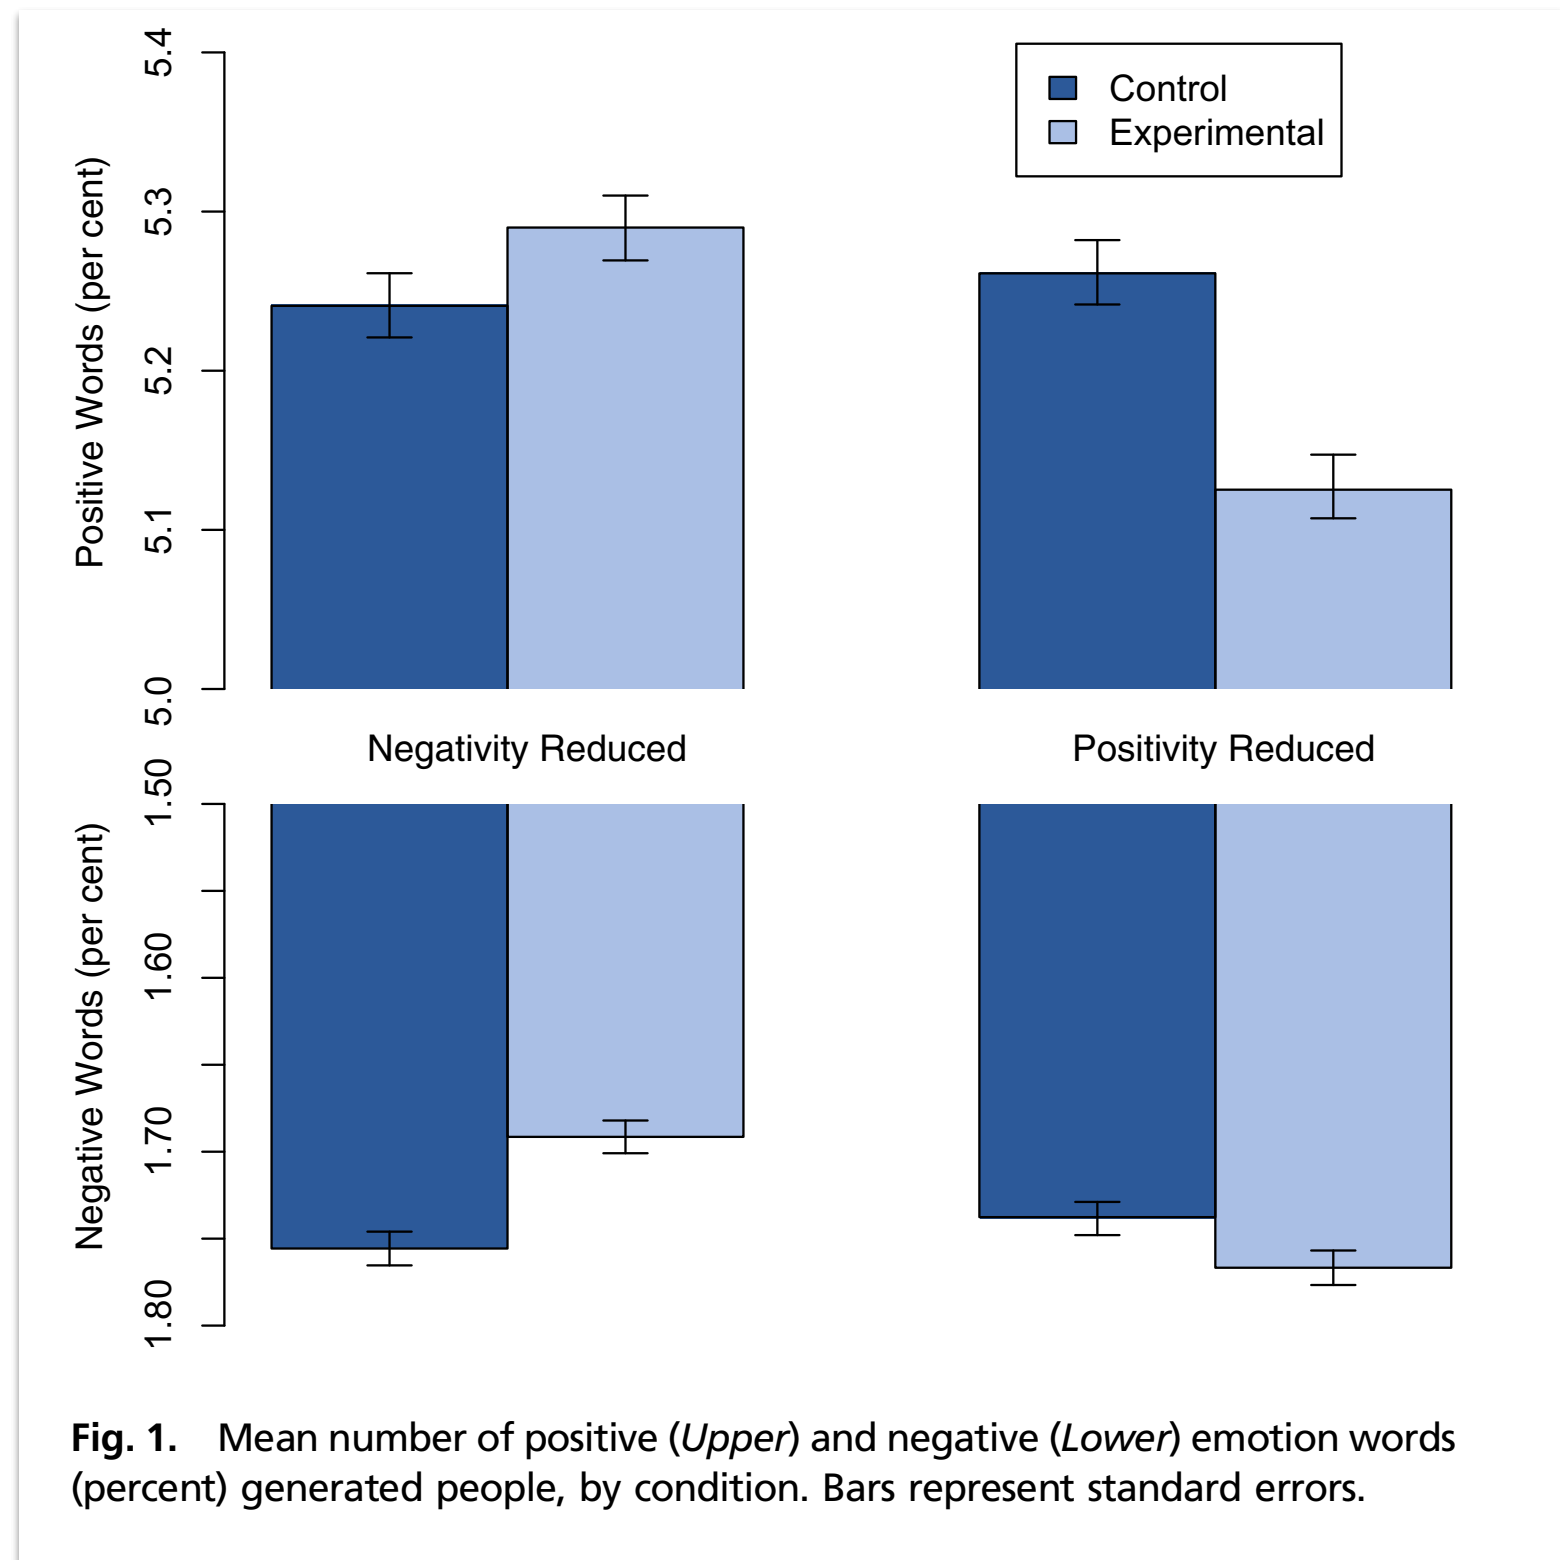 5.4
5.3
5.2
5.1
5.0
Positive Words (per cent)
Control
Experimental
Negativity Reduced
Positivity Reduced
1.50
1.60
1.70
1.80
Negative Words (per cent)
Fig. 1. Mean number of positive (Upper) and negative (Lower) emotion words
(percent) generated people, by condition. Bars represent standard errors.